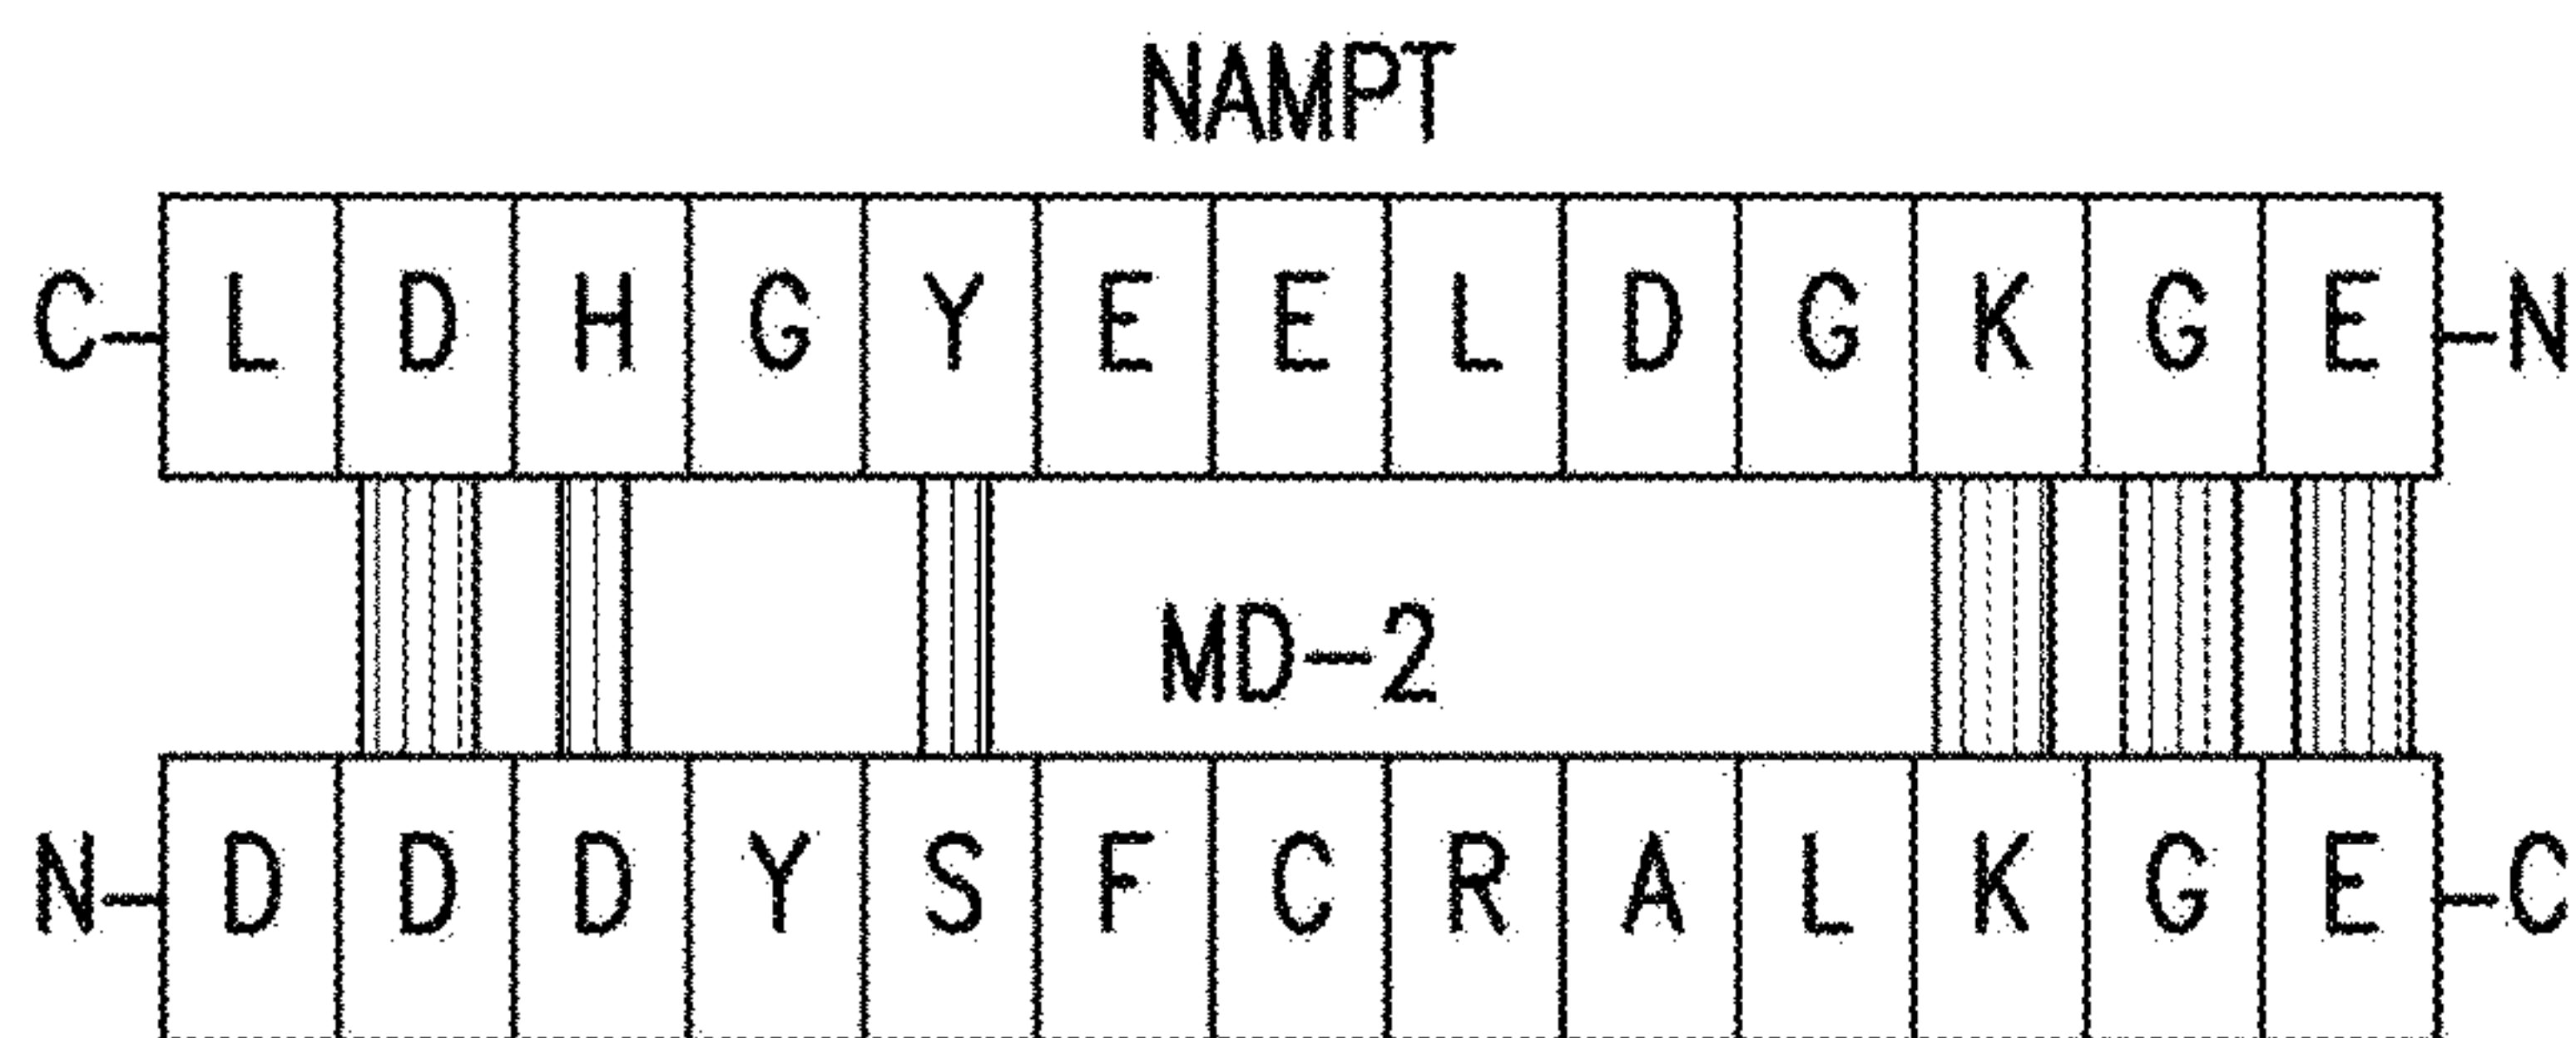 NAMPT
C-L D H G Y E E L D G K G E-N
MD-2
N-D D D Y S F C R A L K G E-C